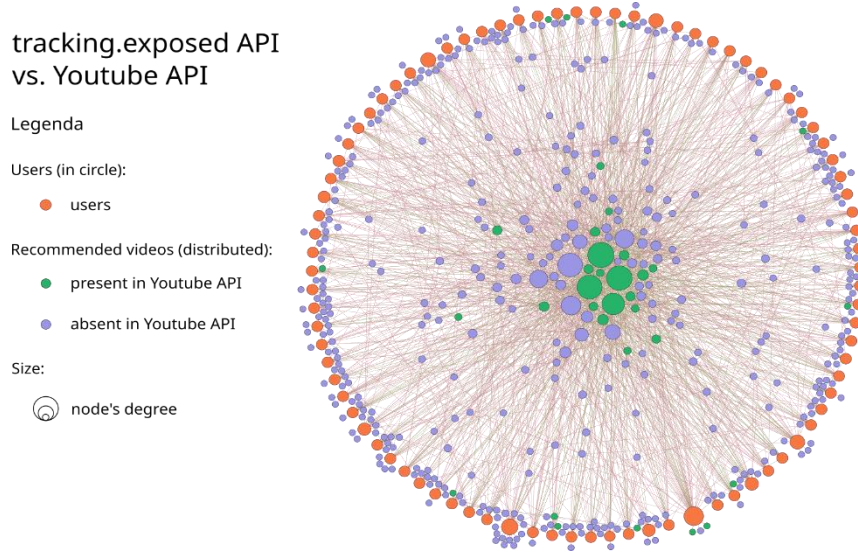 tracking.exposed API
vs. Youtube API
Legenda
Users (in circle):
users
Recommended videos (distributed):
present in Youtube API
absent in Youtube API
Size:
node's degree